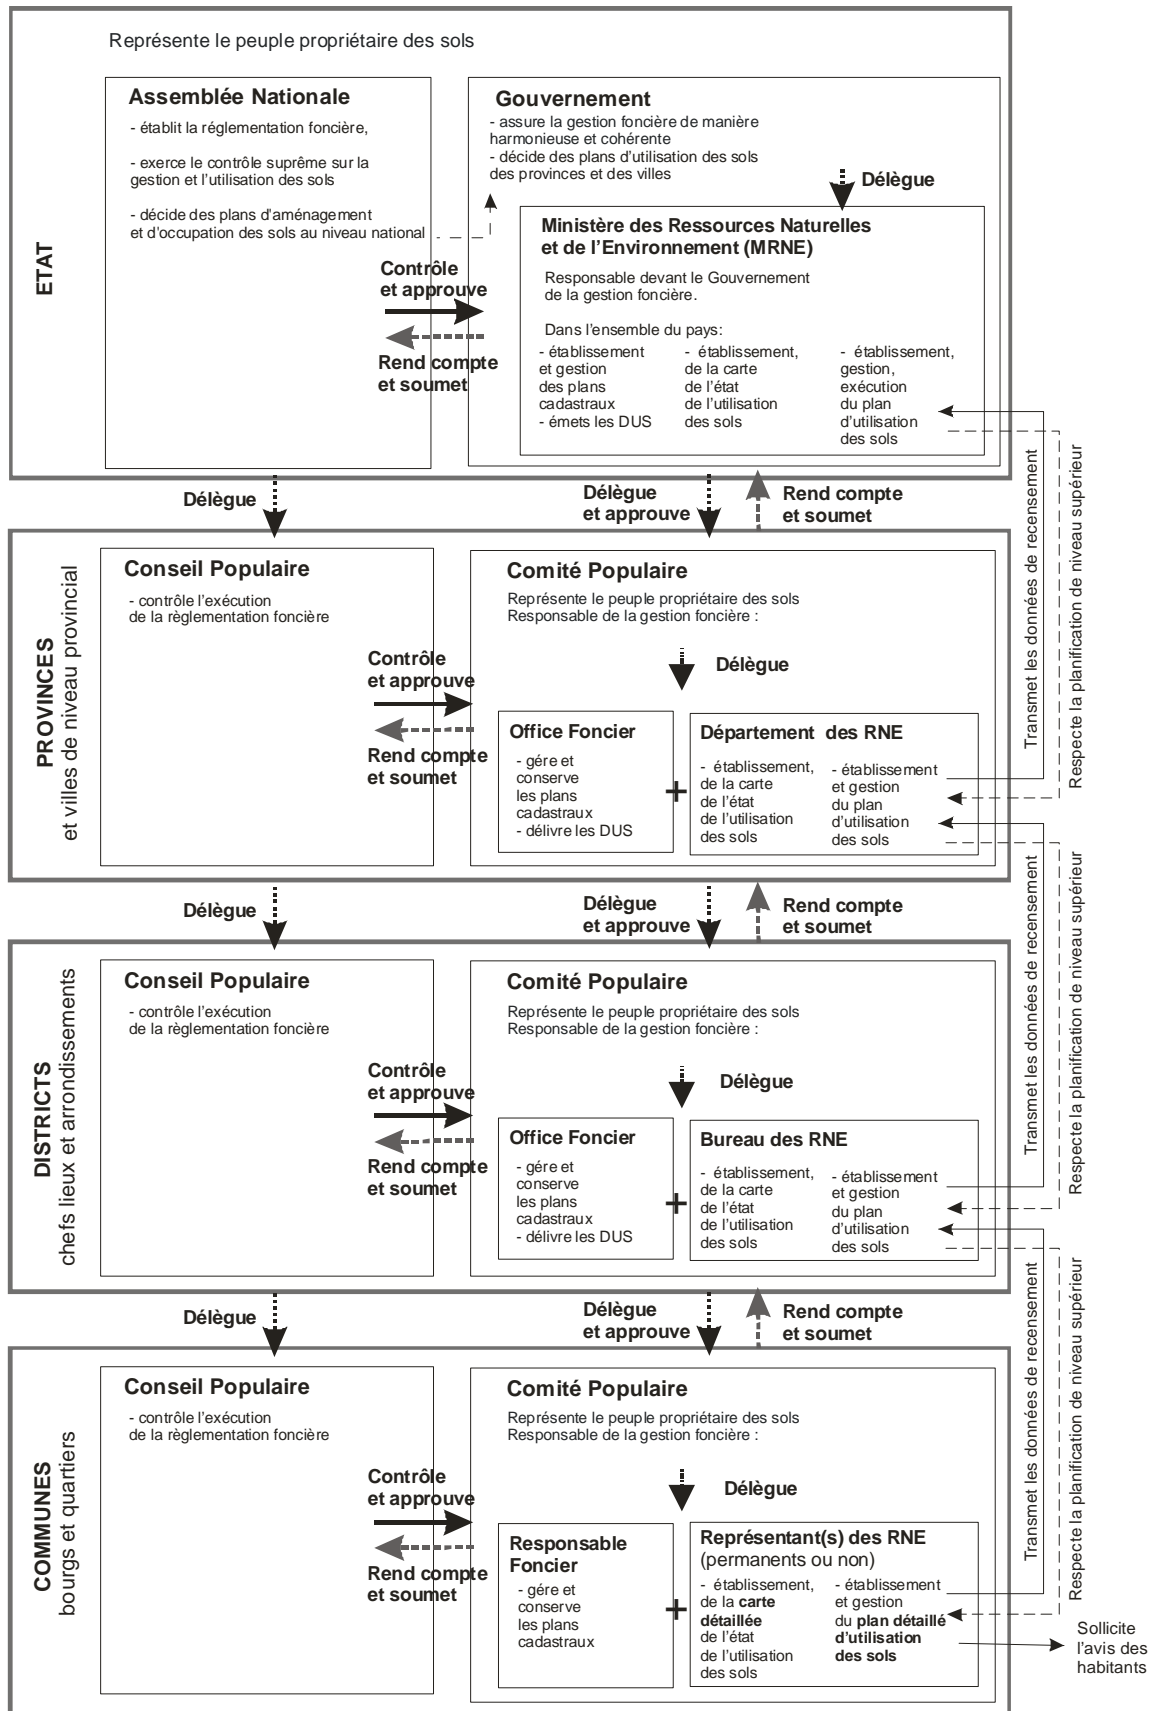 Représente le peuple propriétaire des sols
ETAT
Assemblée Nationale
- établit la réglementation foncière,
- exerce le contrôle suprême sur la
gestion et l'utilisation des sols
- décide des plans d'aménagement
et d'occupation des sols au niveau national
Gouvernement
- assure la gestion foncière de manière
harmonieuse et cohérente
- décide des plans d'utilisation des sols
des provinces et des villes
Délègue
Ministère des Ressources Naturelles
et de l'Environnement (MRNE)
Responsable devant le Gouvernement
de la gestion foncière.
Dans l'ensemble du pays:
- établissement
et gestion
des plans
cadastraux
- émets les DUS
- établissement,
de la carte
de l'état
de l'utilisation
des sols
- établissement,
gestion,
exécution
du plan
d'utilisation
des sols
Contrôle
et approuve
Rend compte
et soumet
Délègue
Délègue
et approuve
Rend compte
et soumet
Transmet les données de recensement
Respecte la planification de niveau supérieur
PROVINCES
et villes de niveau provincial
Conseil Populaire
- contrôle l'exécution
de la règlementation foncière
Comité Populaire
Représente le peuple propriétaire des sols
Responsable de la gestion foncière :
Contrôle
et approuve
Rend compte
et soumet
Délègue
Office Foncier
- gére et
conserve
les plans
cadastraux
- délivre les DUS
+
Département des RNE
- établissement,
de la carte
de l'état
de l'utilisation
des sols
- établissement
et gestion
du plan
d'utilisation
des sols
Délègue
Délègue
et approuve
Rend compte
et soumet
Transmet les données de recensement
Respecte la planification de niveau supérieur
DISTRICTS
chefs lieux et arrondissements
Conseil Populaire
- contrôle l'exécution
de la règlementation foncière
Comité Populaire
Représente le peuple propriétaire des sols
Responsable de la gestion foncière :
Contrôle
et approuve
Rend compte
et soumet
Délègue
Office Foncier
- gére et
conserve
les plans
cadastraux
- délivre les DUS
+
Bureau des RNE
- établissement,
de la carte
de l'état
de l'utilisation
des sols
- établissement
et gestion
du plan
d'utilisation
des sols
Délègue
Délègue
et approuve
Rend compte
et soumet
Transmet les données de recensement
Respecte la planification de niveau supérieur
COMMUNES
bourgs et quartiers
Conseil Populaire
- contrôle l'exécution
de la règlementation foncière
Comité Populaire
Représente le peuple propriétaire des sols
Responsable de la gestion foncière :
Contrôle
et approuve
Rend compte
et soumet
Délègue
Responsable
Foncier
- gére et
conserve
les plans
cadastraux
+
Représentant(s) des RNE
(permanents ou non)
- établissement,
de la carte
détaillée
de l'état
de l'utilisation
des sols
- établissement
et gestion
du plan détaillé
d'utilisation
des sols
Sollicite
l'avis des
habitants